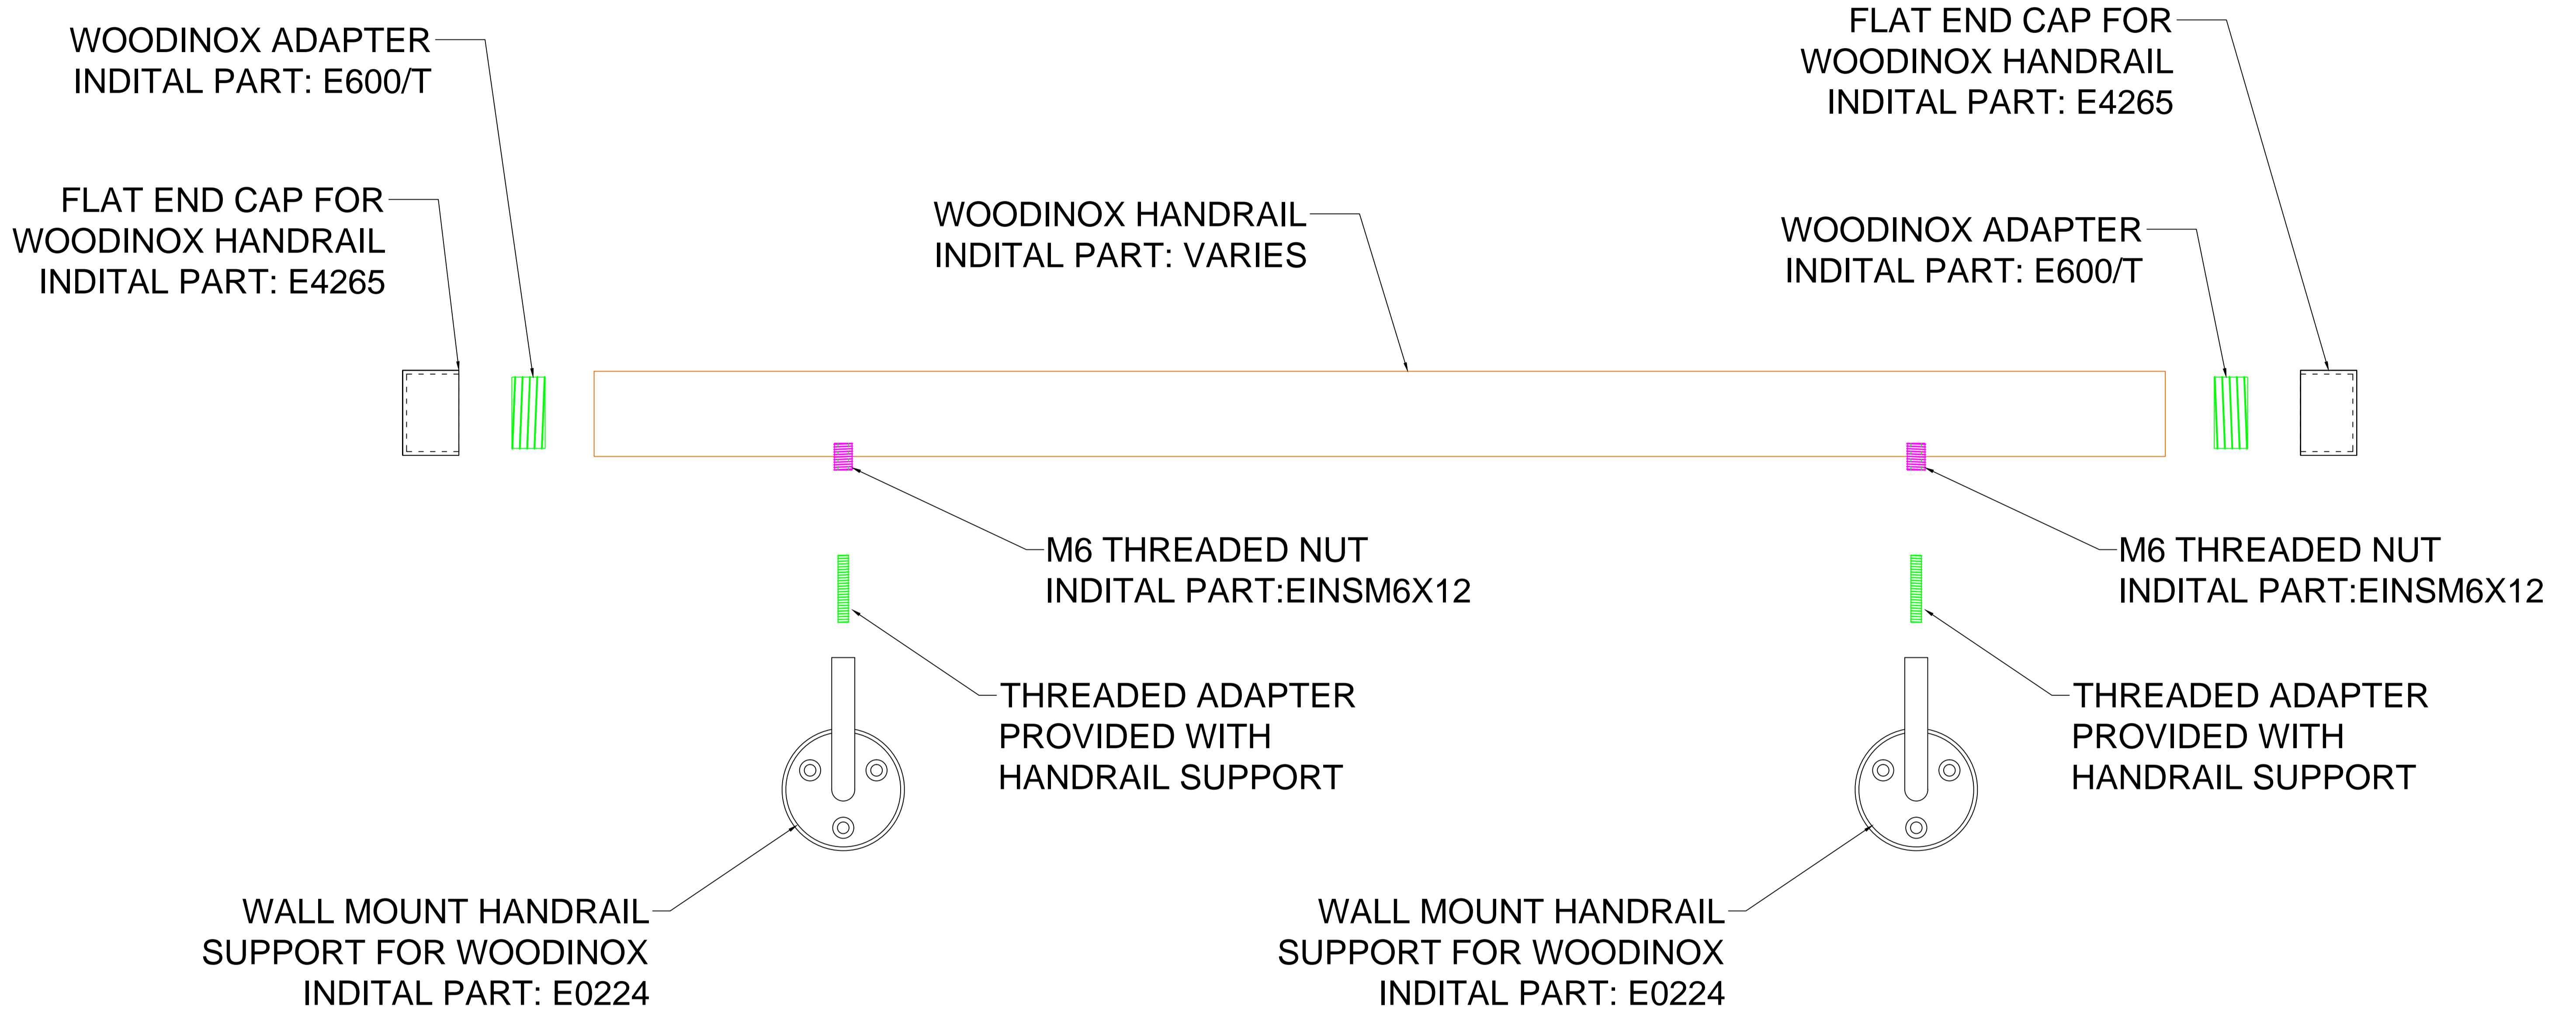 WOODINOX ADAPTER
INDITAL PART: E600/T
FLAT END CAP FOR
WOODINOX HANDRAIL
INDITAL PART: E4265
WOODINOX HANDRAIL
INDITAL PART: VARIES
FLAT END CAP FOR
WOODINOX HANDRAIL
INDITAL PART: E4265
WOODINOX ADAPTER
INDITAL PART: E600/T
M6 THREADED NUT
INDITAL PART:EINSM6X12
M6 THREADED NUT
INDITAL PART:EINSM6X12
THREADED ADAPTER
PROVIDED WITH
HANDRAIL SUPPORT
THREADED ADAPTER
PROVIDED WITH
HANDRAIL SUPPORT
WALL MOUNT HANDRAIL
SUPPORT FOR WOODINOX
INDITAL PART: E0224
WALL MOUNT HANDRAIL
SUPPORT FOR WOODINOX
INDITAL PART: E0224